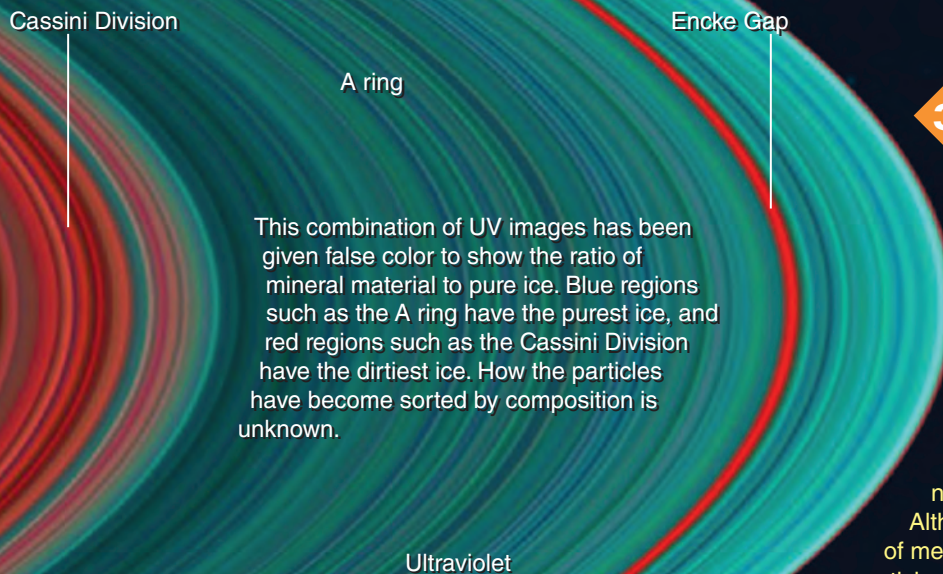 Cassini Division
Encke Gap
A ring
3
This combination of UV images has been
given false color to show the ratio of
mineral material to pure ice. Blue regions
such as the A ring have the purest ice, and
red regions such as the Cassini Division
have the dirtiest ice. How the particles
have become sorted by composition is
unknown.
of
Ultraviolet